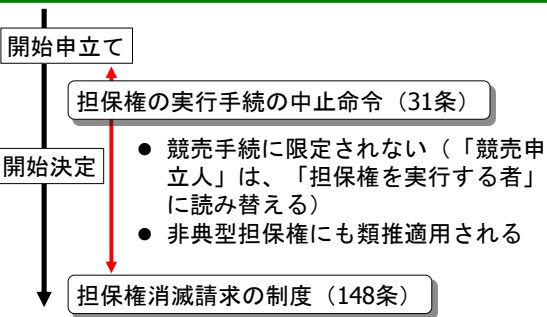 開始申立て
担保権の実行手続の中止命令（31条）
● 競売手続に限定されない（「競売申
立人」は、「担保権を実行する者」
に読み替える）
● 非典型担保権にも類推適用される
開始決定
担保権消滅請求の制度（148条）